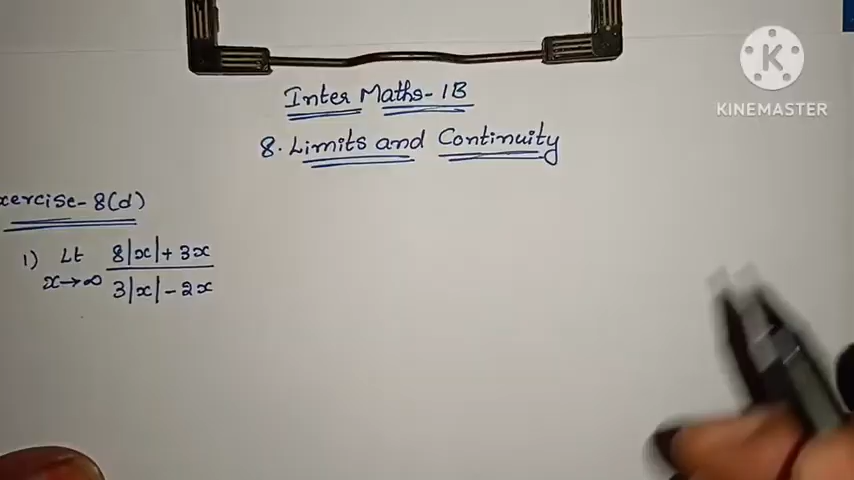 KINEMASTER
Inter Maths-1B
8. Limits and Continuity
xercise-8(d)
1) Lt x→∞ 8|x|+3x / 3|x|-2x